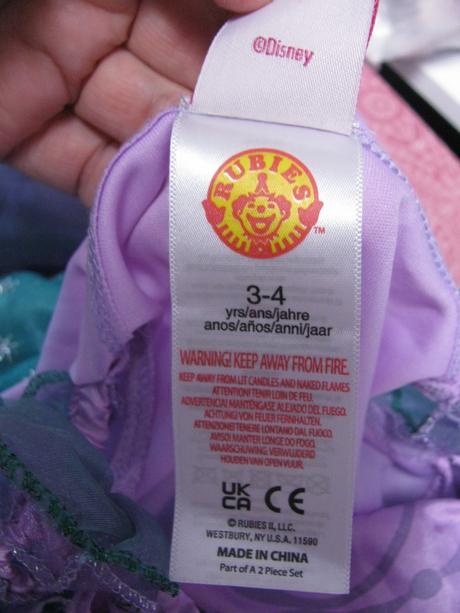 ©Disney
RUBIES
TM
3-4
yrs/ans/jahre
anos/años/anni/jaar
WARNING! KEEP AWAY FROM FIRE.
KEEP AWAY FROM LIT CANDLES AND NAKED FLAMES
ATTENTION! TENIR LOIN DE FEU.
ADVERTENCIA! MANTÉNGASE ALEJADO DEL FUEGO.
ACHTUNG! VON FEUER FERNHALTEN.
ATTENZIONE! TENERE LONTANO DAL FUOCO.
AVISO! MANTER LONGE DO FOGO.
WAARSCHUWING: VERWIJDERD
HOUDEN VAN OPEN VUUR.
UK
CA CE
© RUBIES II, LLC.
WESTBURY, NY U.S.A. 11590
MADE IN CHINA
Part of A 2 Piece Set